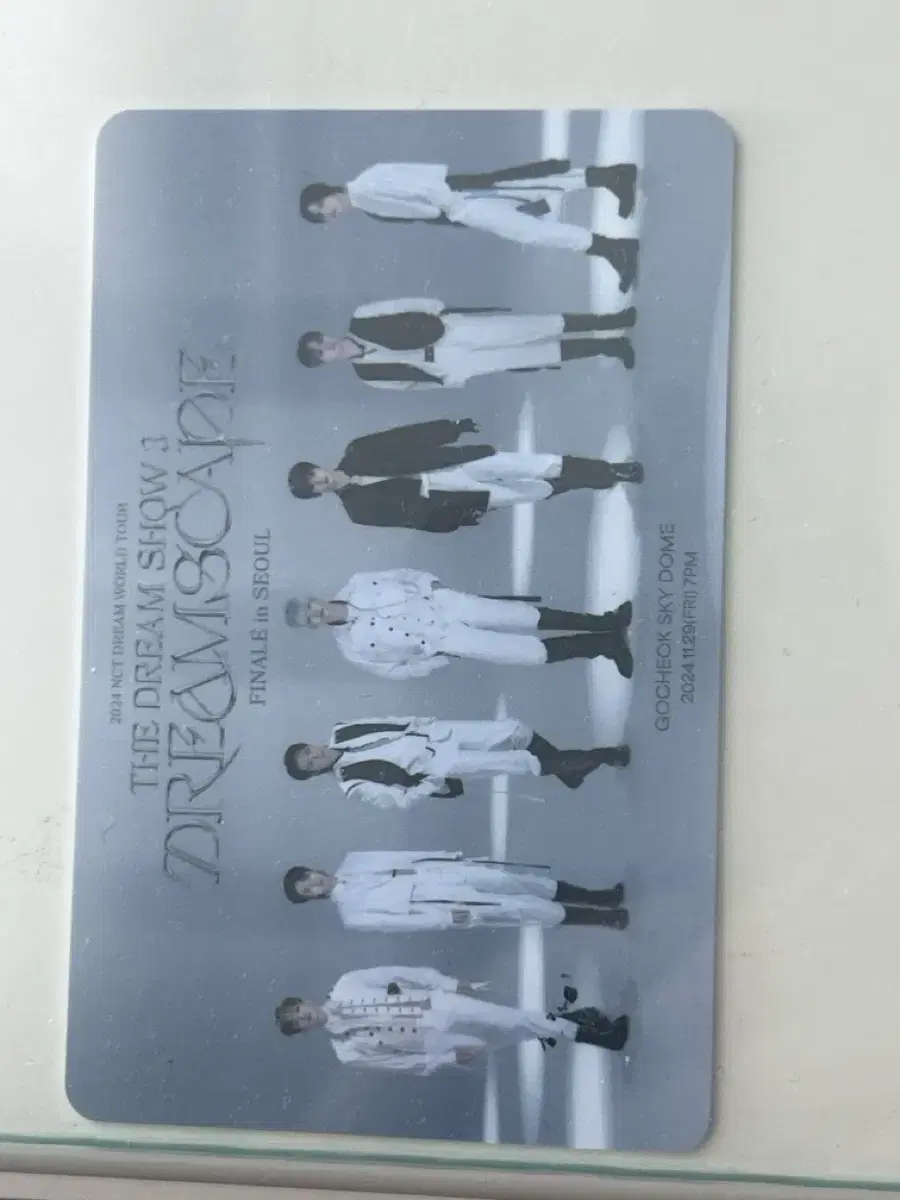 2024 NCT DREAM WORLD TOUR
THE DREAM SHOW 3
DREAMSCAPE
FINALE in SEOUL
GOCHEOK SKY DOME
2024.11.29(FRI) 7PM